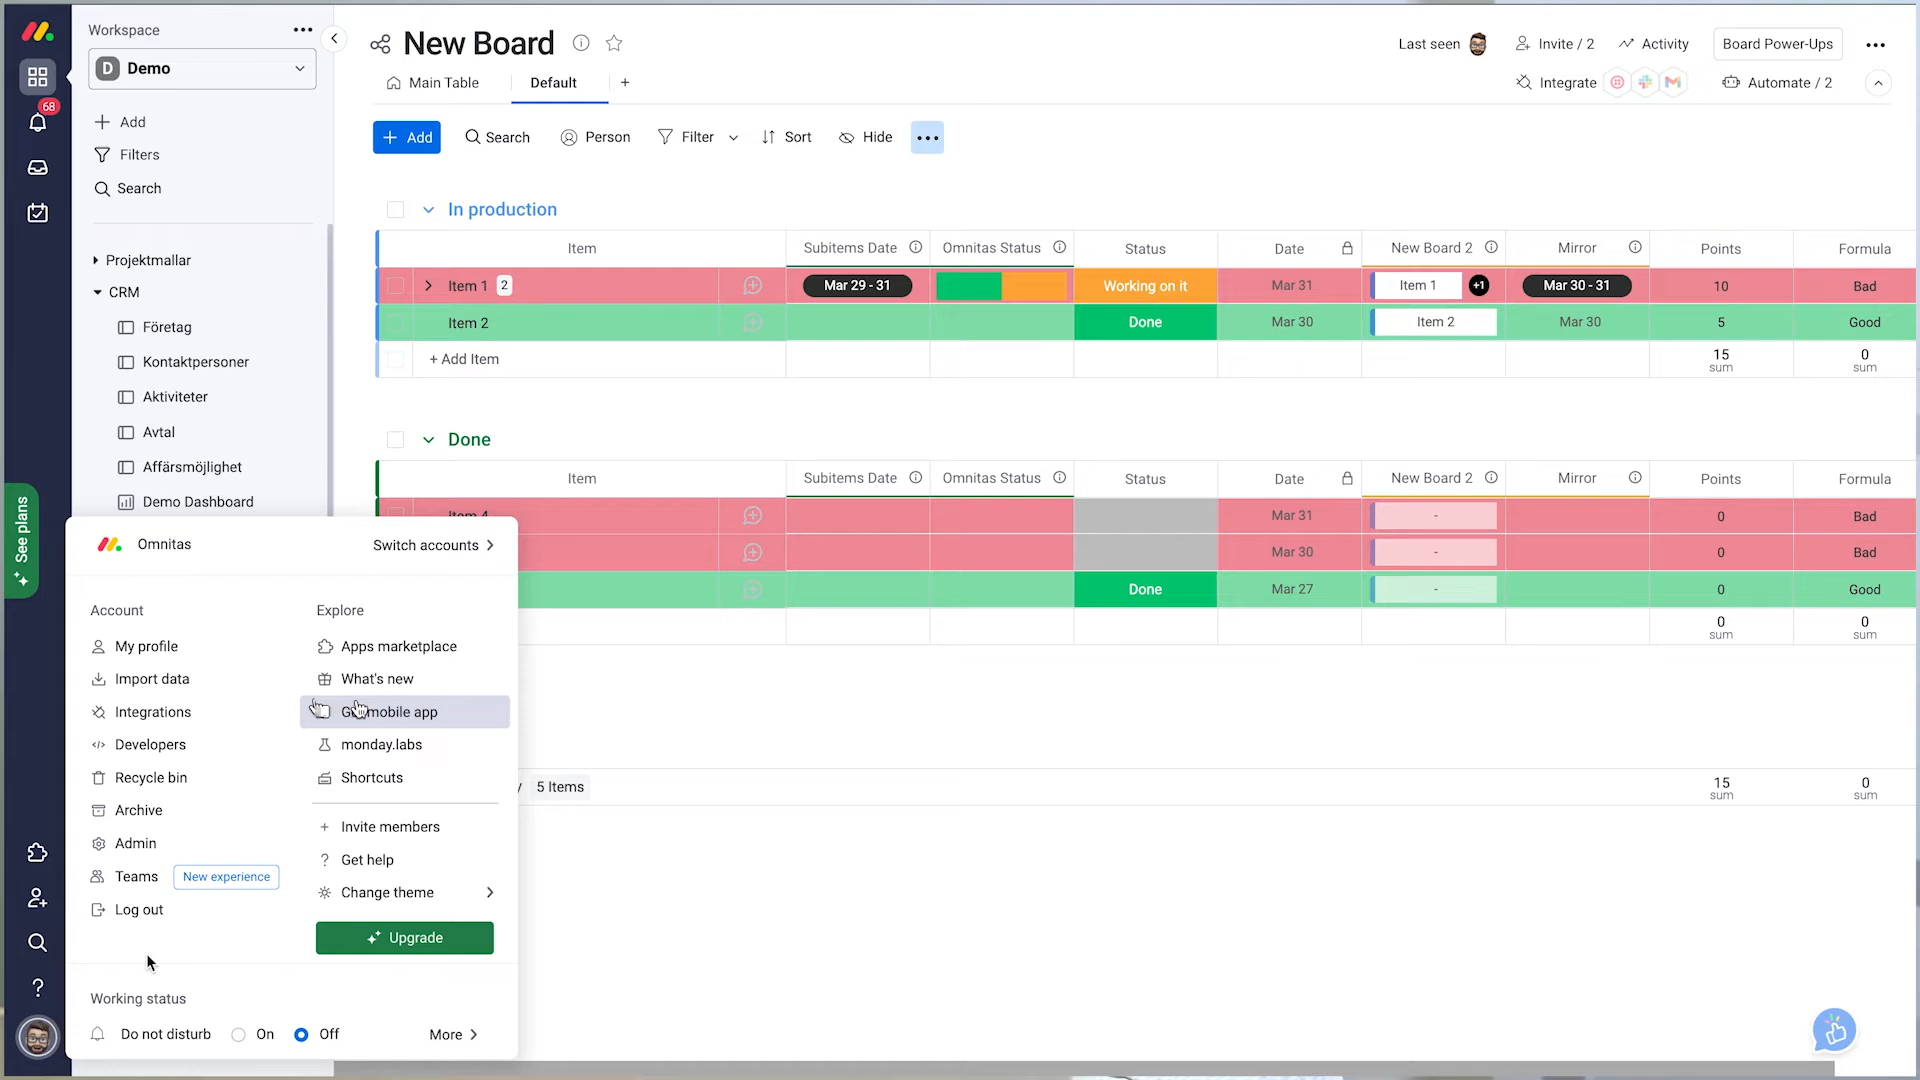 Workspace
D Demo
68
Add
Filters
Search
Projektmallar
CRM
Företag
Kontaktpersoner
Aktiviteter
Avtal
Affärsmöjlighet
Demo Dashboard
See plans
New Board
Last seen
Invite / 2
Activity
Board Power-Ups
Main Table
Default
Integrate
Automate / 2
+ Add
Search
Person
Filter
Sort
Hide
In production
Item
Subitems Date
Omnitas Status
Status
Date
New Board 2
Mirror
Points
Formula
Item 1 2
Mar 29 - 31
Working on it
Mar 31
Item 1 +1
Mar 30 - 31
10
Bad
Item 2
Done
Mar 30
Item 2
Mar 30
5
Good
+ Add Item
15
sum
0
sum
Done
Item
Subitems Date
Omnitas Status
Status
Date
New Board 2
Mirror
Points
Formula
Item 4
Mar 31
-
0
Bad
Mar 30
-
0
Bad
Done
Mar 27
-
0
Good
0
sum
0
sum
5 Items
15
sum
0
sum
Omnitas
Switch accounts
Account
My profile
Import data
Integrations
Developers
Recycle bin
Archive
Admin
Teams New experience
Log out
Explore
Apps marketplace
What's new
mobile app
monday.labs
Shortcuts
+ Invite members
? Get help
Change theme
Upgrade
Working status
Do not disturb
On
Off
More